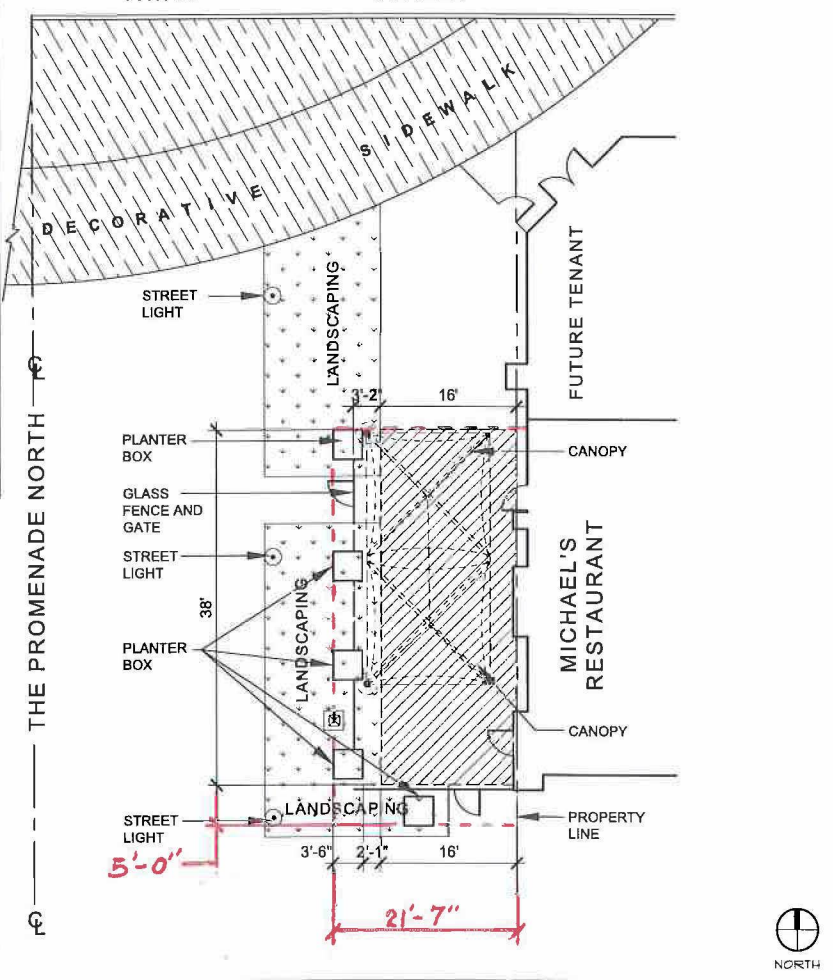 DECORATIVE SIDEWALK
STREET
LIGHT
LANDSCAPING
FUTURE TENANT
3'-2"
16'
PLANTER
BOX
CANOPY
GLASS
FENCE AND
GATE
STREET
LIGHT
THE PROMENADE NORTH
38'
LANDSCAPING
MICHAEL'S
RESTAURANT
PLANTER
BOX
CANOPY
LANDSCAPING
STREET
LIGHT
PROPERTY
LINE
3'-6"
2'-1"
16'
5'-0"
21'-7"
NORTH